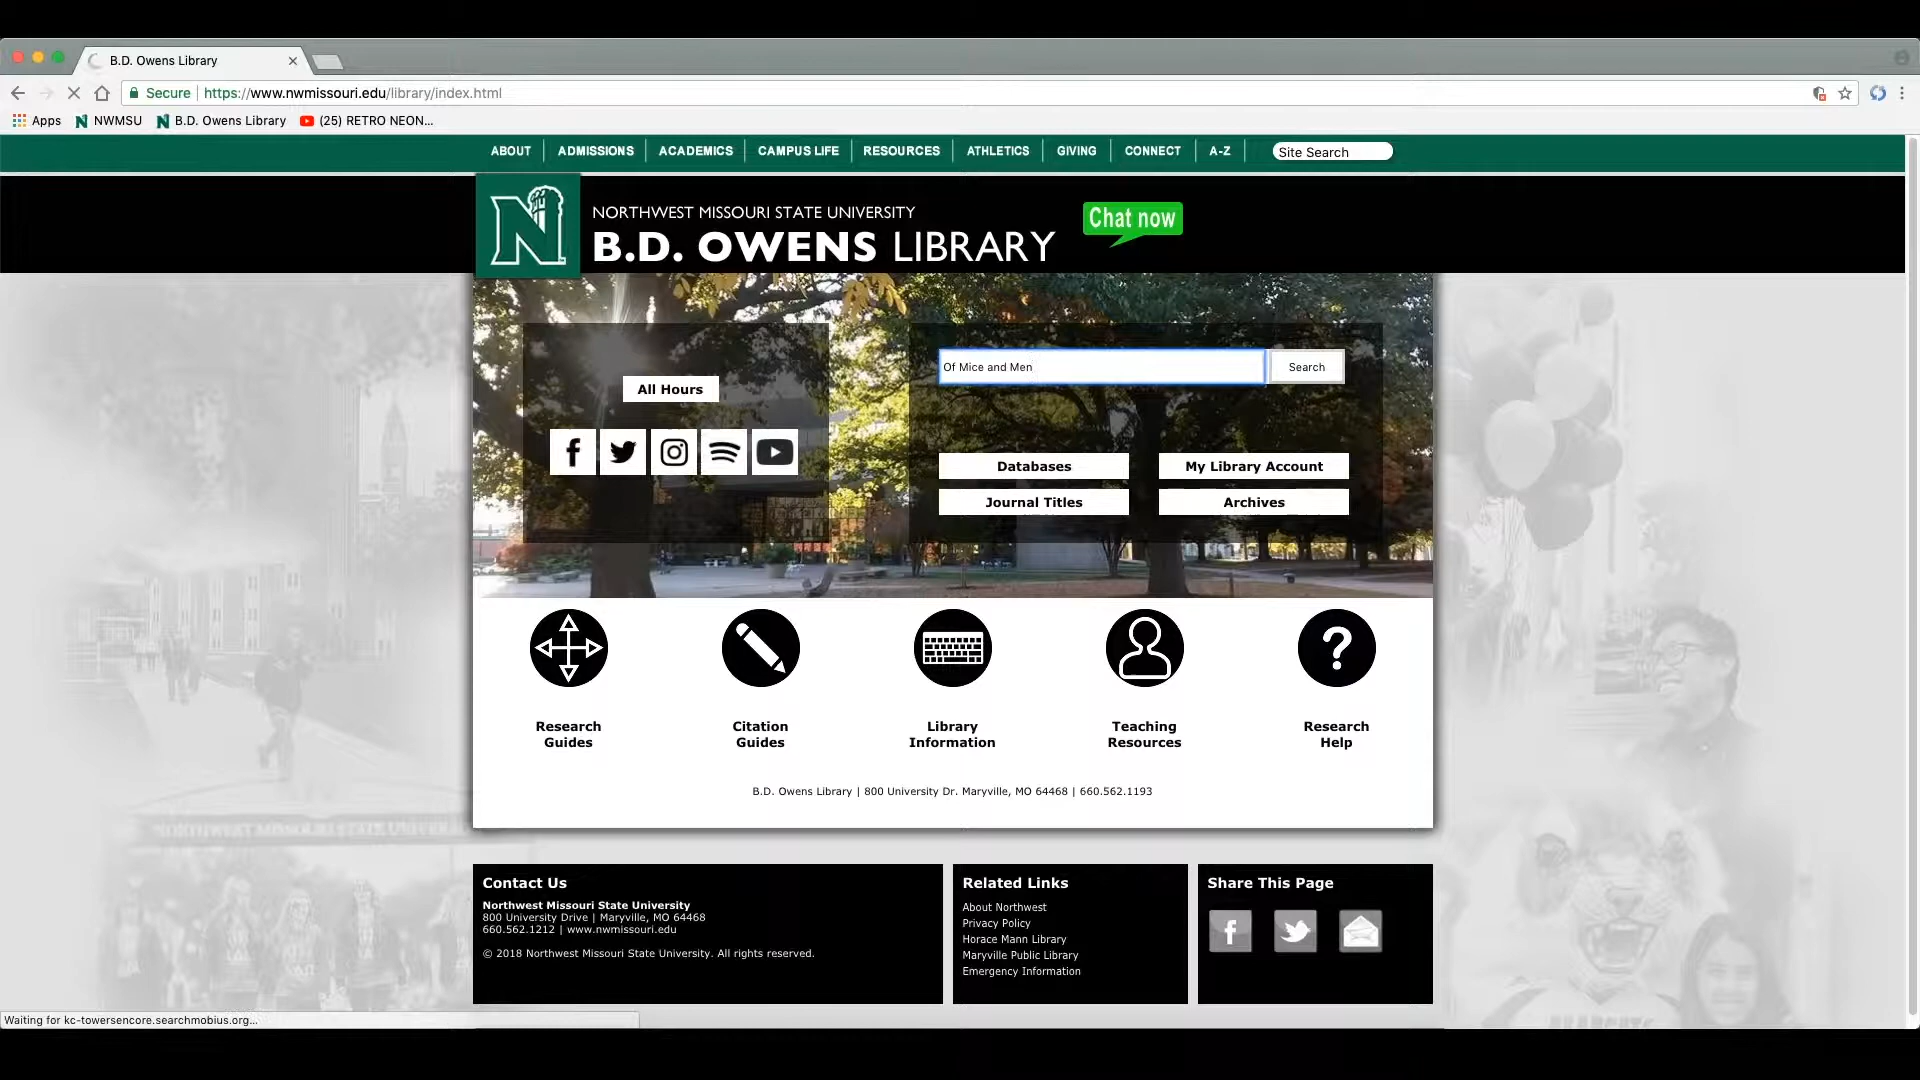 B.D. Owens Library
Secure https://www.nwmissouri.edu/library/index.html
Apps NWMSU B.D. Owens Library (25) RETRO NEON...
ABOUT ADMISSIONS ACADEMICS CAMPUS LIFE RESOURCES ATHLETICS GIVING CONNECT A-Z Site Search
NORTHWEST MISSOURI STATE UNIVERSITY
B.D. OWENS LIBRARY
Chat now
Of Mice and Men Search
All Hours
Databases My Library Account
Journal Titles Archives
Research Guides
Citation Guides
Library Information
Teaching Resources
Research Help
B.D. Owens Library | 800 University Dr. Maryville, MO 64468 | 660.562.1193
Contact Us
Northwest Missouri State University
800 University Drive | Maryville, MO 64468
660.562.1212 | www.nwmissouri.edu
© 2018 Northwest Missouri State University. All rights reserved.
Related Links
About Northwest
Privacy Policy
Horace Mann Library
Maryville Public Library
Emergency Information
Share This Page
Waiting for kc-towersencore.searchmobius.org...